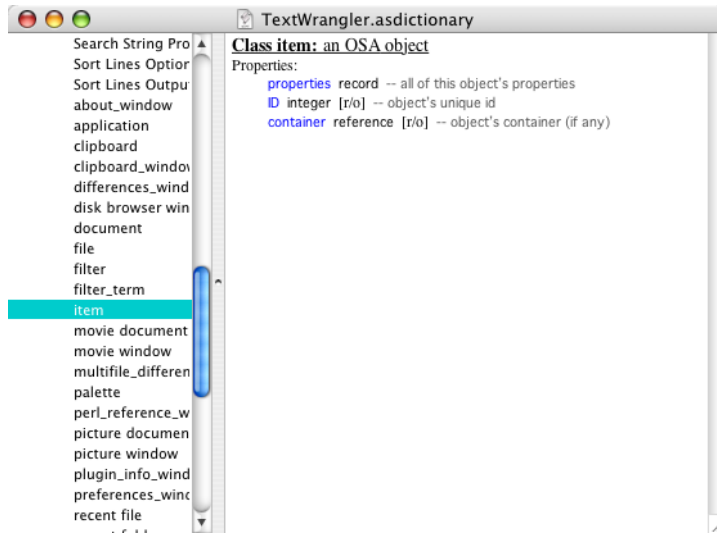 TextWrangler.asdictionary
Search String Pro
Sort Lines Option
Sort Lines Outpu
about_window
application
clipboard
clipboard_window
differences_wind
disk browser win
document
file
filter
filter_term
item
movie document
movie window
multifile_differen
palette
perl_reference_w
picture documen
picture window
plugin_info_wind
preferences_winc
recent file
Class item: an OSA object
Properties:
properties record -- all of this object's properties
ID integer [r/o] -- object's unique id
container reference [r/o] -- object's container (if any)